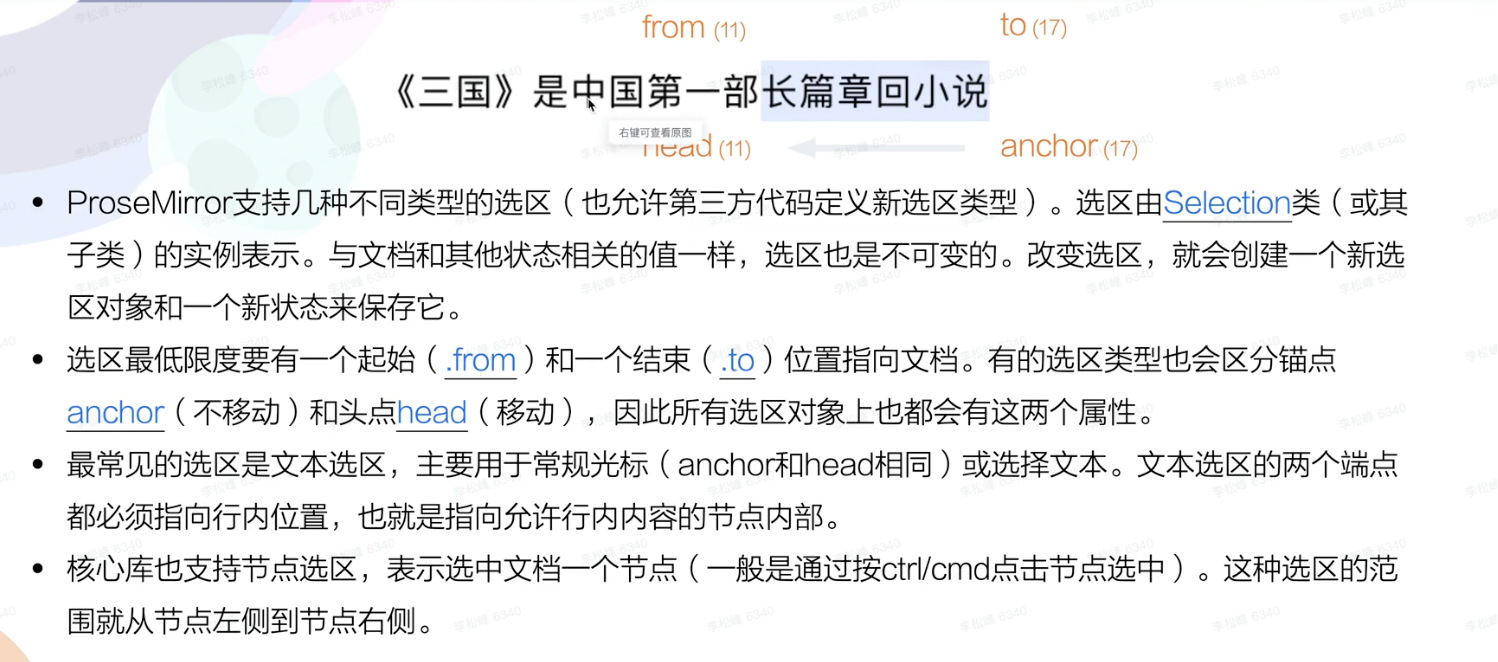 from (11) to (17)
《三国》是中国第一部长篇章回小说
右键可查看原图
head (11) anchor (17)
• ProseMirror支持几种不同类型的选区（也允许第三方代码定义新选区类型）。选区由Selection类（或其
子类）的实例表示。与文档和其他状态相关的值一样，选区也是不可变的。改变选区，就会创建一个新选
区对象和一个新状态来保存它。
• 选区最低限度要有一个起始（.from）和一个结束（.to）位置指向文档。有的选区类型也会区分锚点
anchor（不移动）和头点head（移动），因此所有选区对象上也都会有这两个属性。
• 最常见的选区是文本选区，主要用于常规光标（anchor和head相同）或选择文本。文本选区的两个端点
都必须指向行内位置，也就是指向允许行内内容的节点内部。
• 核心库也支持节点选区，表示选中文档一个节点（一般是通过按ctrl/cmd点击节点选中）。这种选区的范
围就从节点左侧到节点右侧。
李松峰 6340